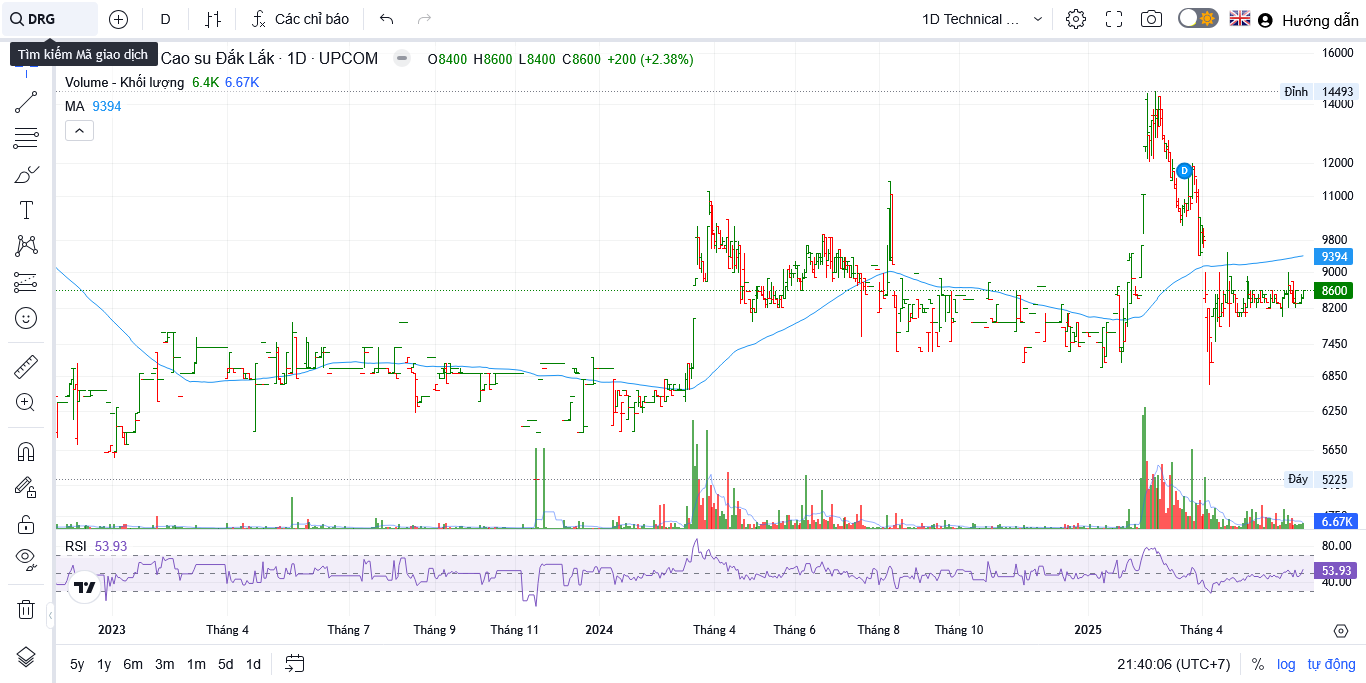 DRG
D
Các chỉ báo
1D Technical ...
Hướng dẫn
Tìm kiếm Mã giao dịch
Cao su Đắk Lắk · 1D · UPCOM
O8400 H8600 L8400 C8600 +200 (+2.38%)
Volume - Khối lượng 6.4K 6.67K
MA 9394
16000
Đỉnh 14493
14000
12000
D
11000
9800
9394
9000
8600
8200
7450
6850
6250
5650
Đáy 5225
6.67K
RSI 53.93
80.00
53.93
40.00
2023 Tháng 4 Tháng 7 Tháng 9 Tháng 11 2024 Tháng 4 Tháng 6 Tháng 8 Tháng 10 2025 Tháng 4
5y 1y 6m 3m 1m 5d 1d
21:40:06 (UTC+7) % log tự động